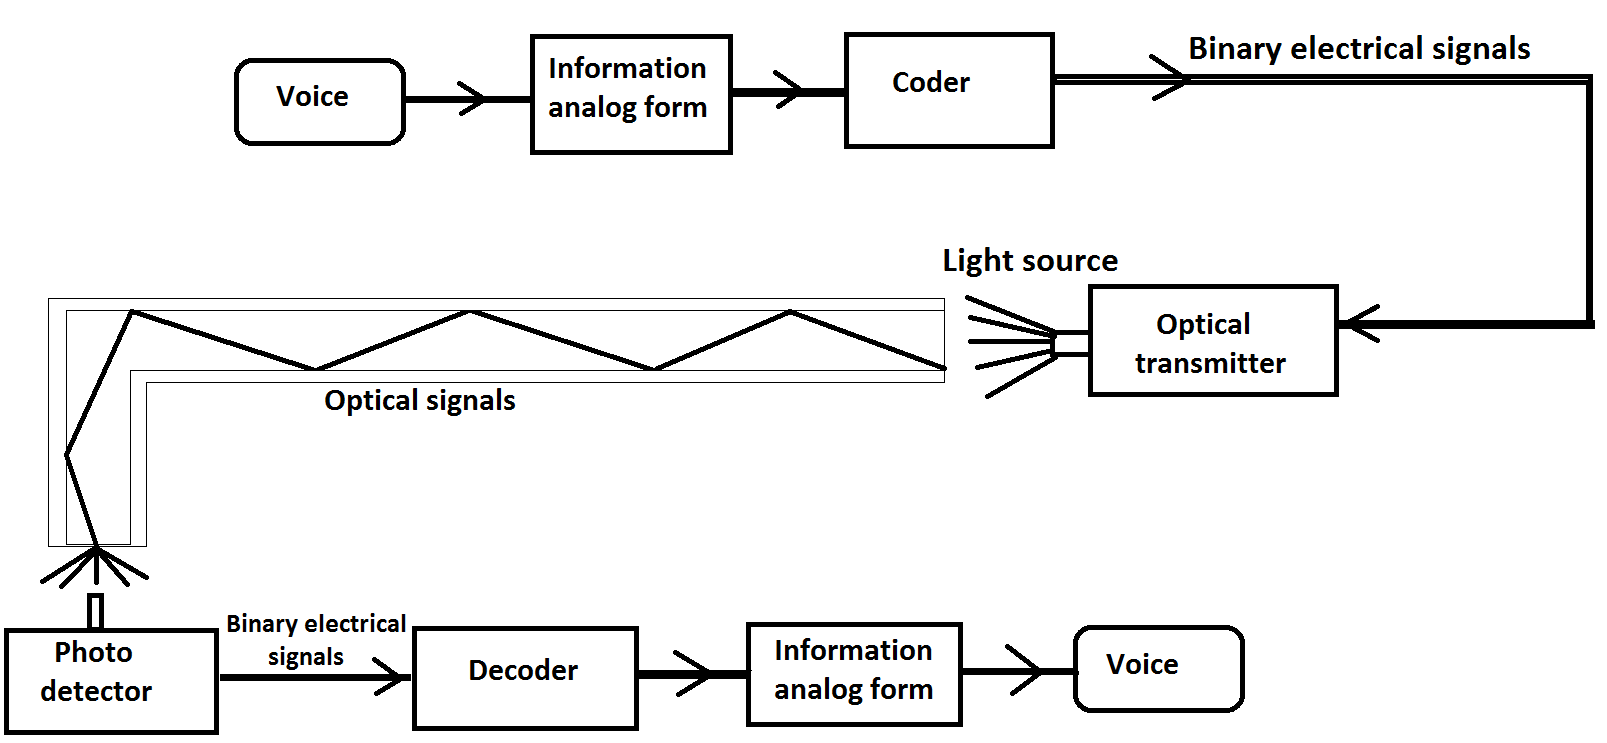 Voice
Information
analog form
Coder
Binary electrical signals
Light source
Optical
transmitter
Optical signals
Photo
detector
Binary electrical
signals
Decoder
Information
analog form
Voice